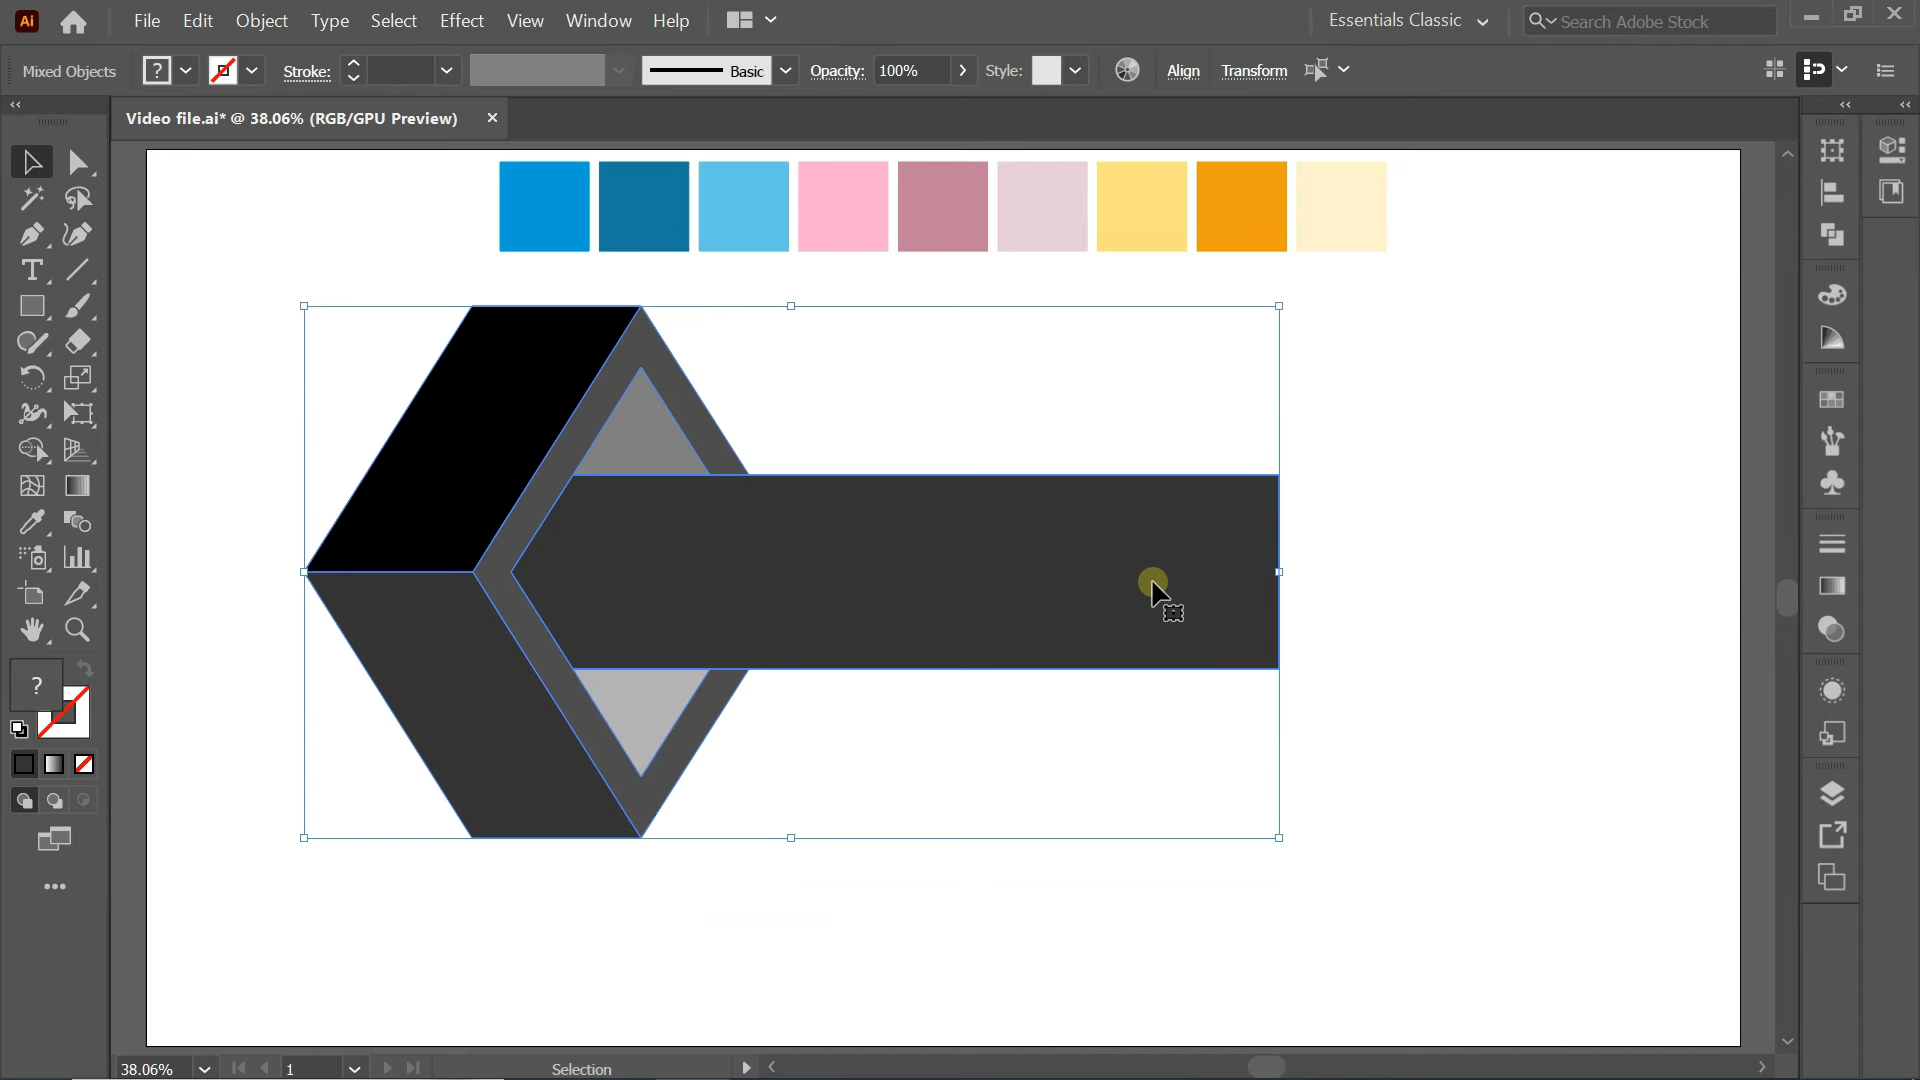 Ai File Edit Object Type Select Effect View Window Help Essentials Classic Search Adobe Stock
Mixed Objects ? Stroke: Basic Opacity: 100% Style: Align Transform
Video file.ai* @ 38.06% (RGB/GPU Preview)
?
38.06% 1 Selection